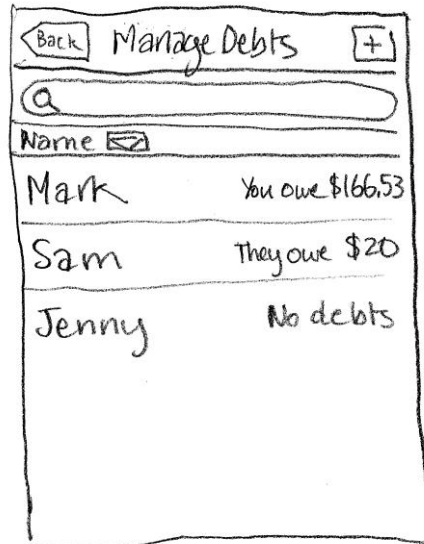 Back Manage Debts +
Name
Mark You owe $166.53
Sam They owe $20
Jenny No debts